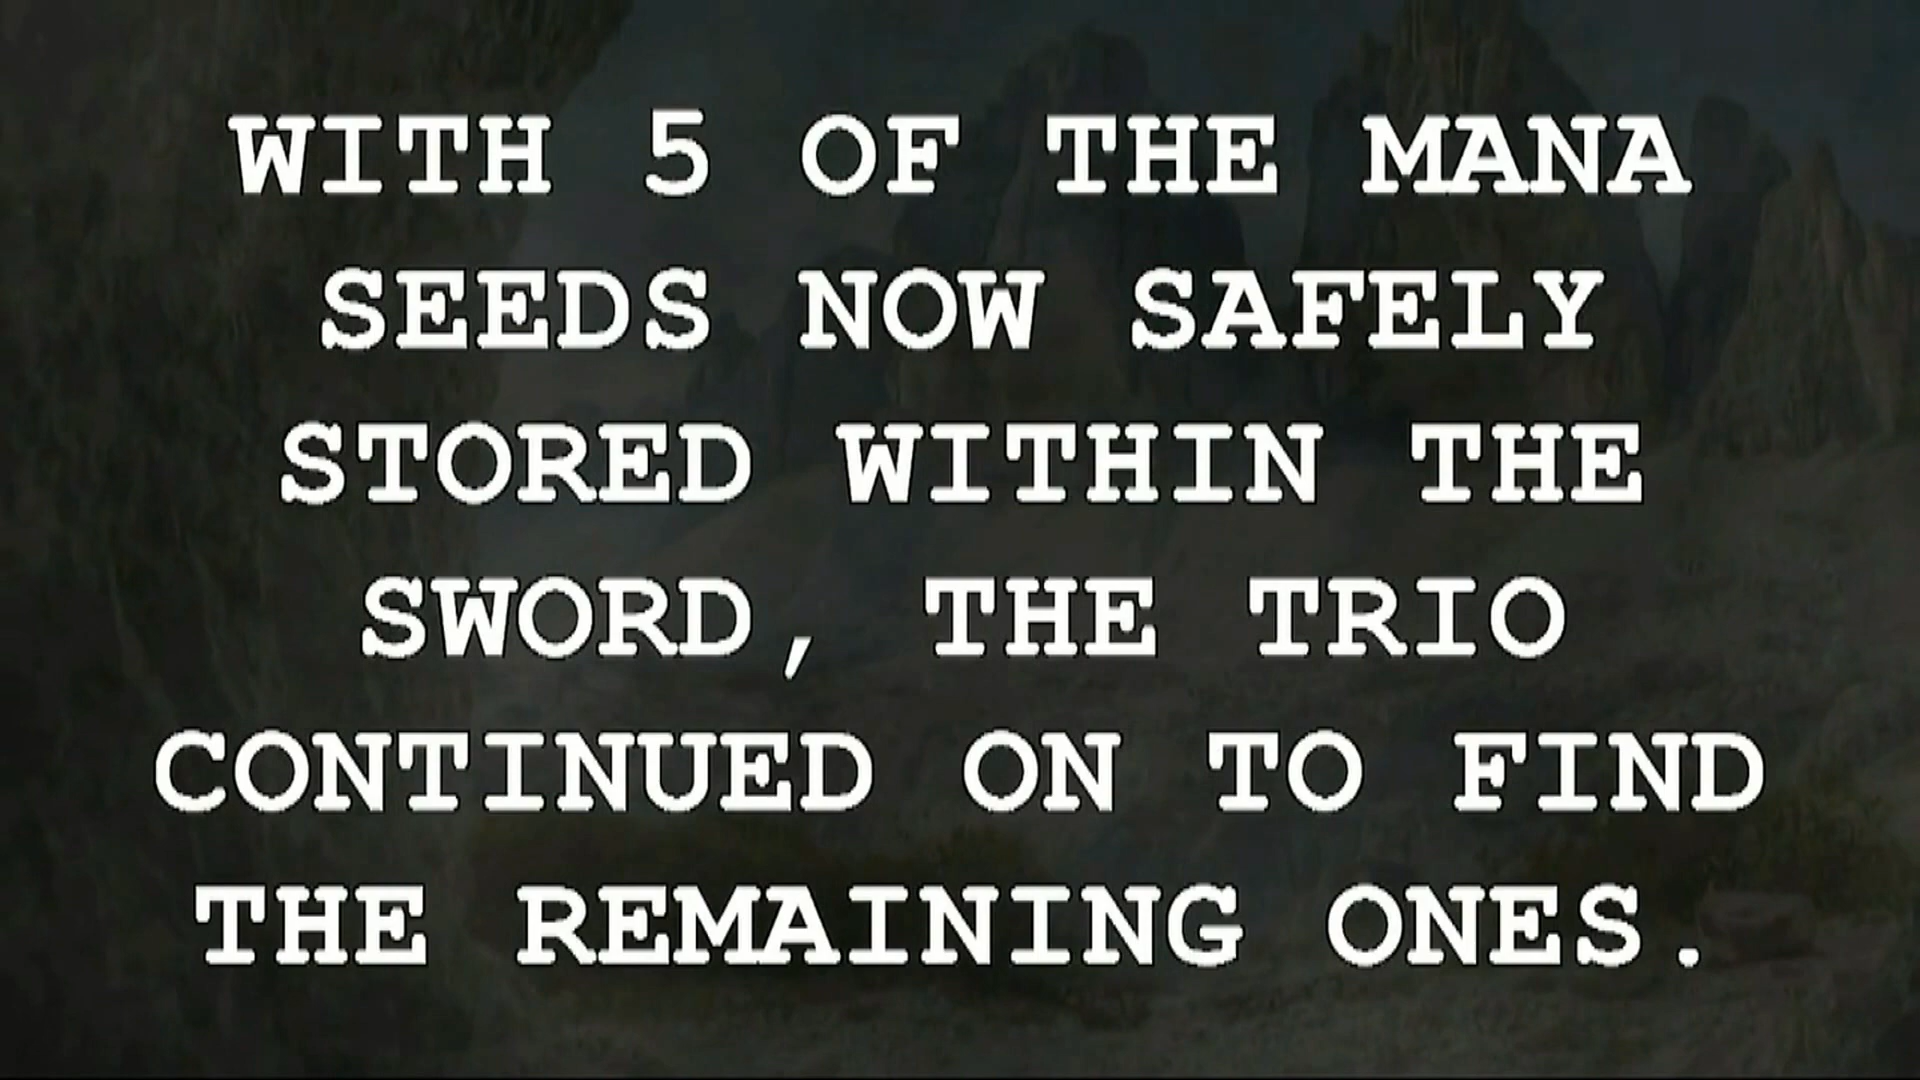 WITH 5 OF THE MANA
SEEDS NOW SAFELY
STORED WITHIN THE
SWORD, THE TRIO
CONTINUED ON TO FIND
THE REMAINING ONES.